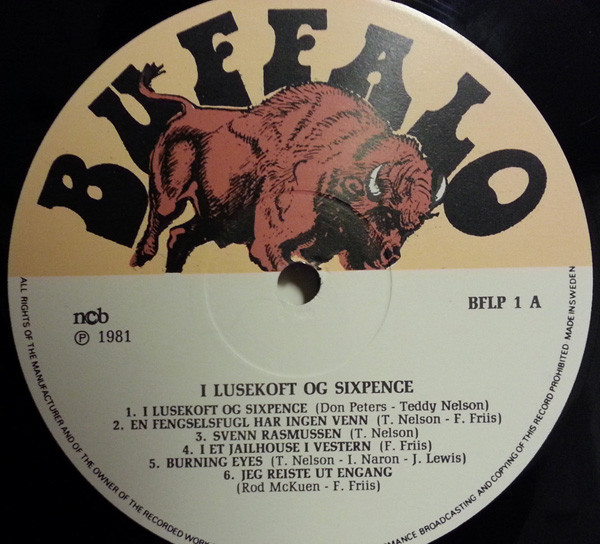 BUFFALO
ncb
Ⓟ 1981
BFLP 1 A
I LUSEKOFT OG SIXPENCE
1. I LUSEKOFT OG SIXPENCE (Don Peters - Teddy Nelson)
2. EN FENGSELSFUGL HAR INGEN VENN (T. Nelson - F. Friis)
3. SVENN RASMUSSEN (T. Nelson)
4. I ET JAILHOUSE I VESTERN (F. Friis)
5. BURNING EYES (T. Nelson - I. Naron - J. Lewis)
6. JEG REISTE UT ENGANG
(Rod McKuen - F. Friis)
ALL RIGHTS OF THE MANUFACTURER AND OF THE OWNER OF THE RECORDED WORK
BROADCASTING AND COPYING OF THIS RECORD PROHIBITED MADE IN SWEDEN